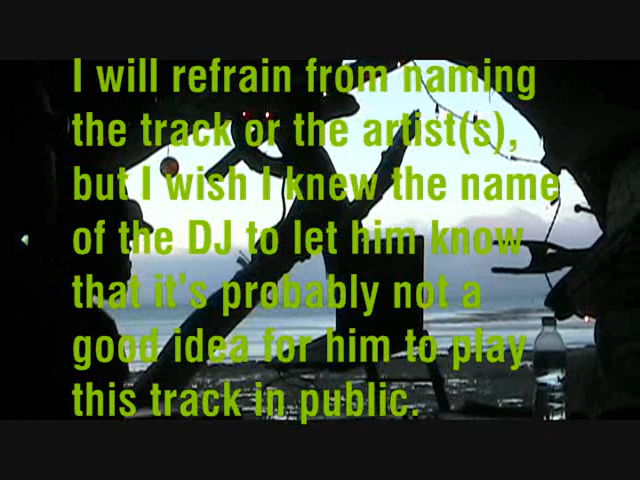 I will refrain from naming
the track or the artist(s),
but I wish I knew the name
of the DJ to let him know
that it's probably not a
good idea for him to play
this track in public.